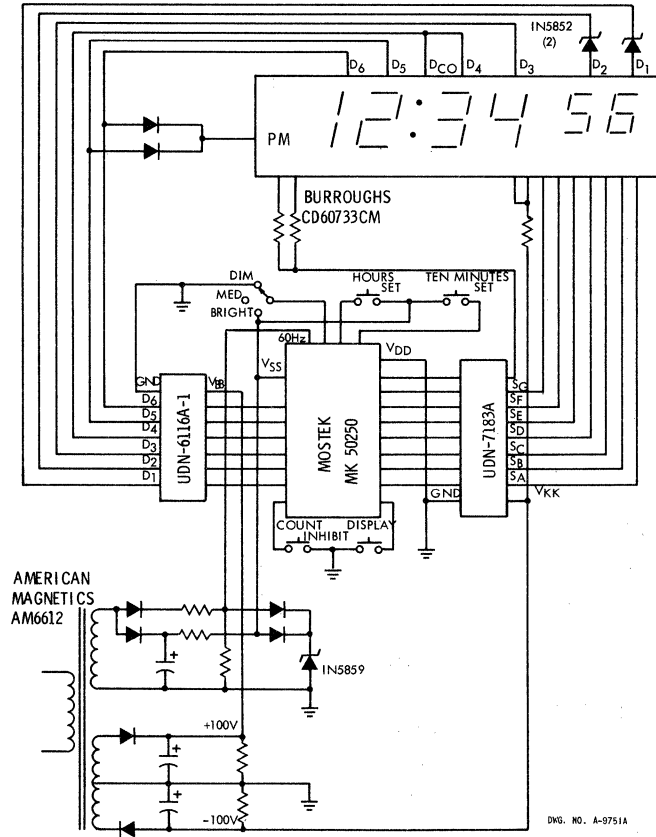 IN5852
(2)
D6 D5 DCO D4 D3 D2 D1
12:34 56
PM
BURROUGHS
CD60733CM
DIM
MED
BRIGHT
HOURS
SET
TEN MINUTES
SET
60Hz
VSS
VDD
GND
VBB
D6
D5
D4
D3
D2
D1
UDN-6116A-1
MOSTEK
MK 50250
UDN-7183A
SG
SF
SE
SD
SC
SB
SA
GND
VKK
COUNT
INHIBIT
DISPLAY
AMERICAN
MAGNETICS
AM6612
IN5859
+100V
-100V
DWG. NO. A-9751A